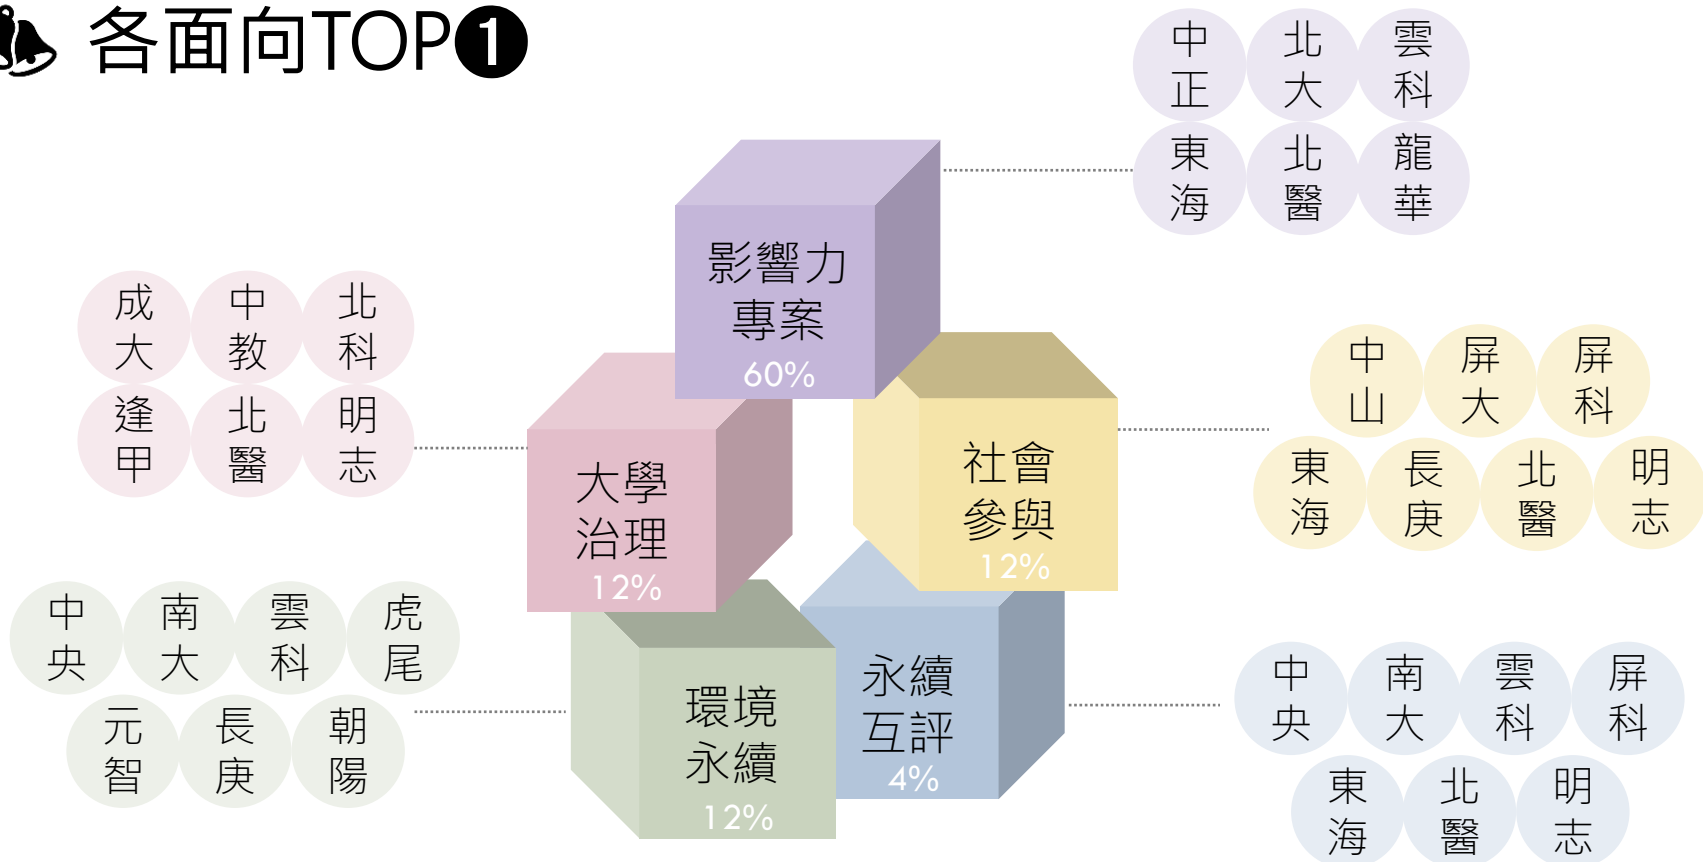 各面向TOP❶
中正
北大
雲科
東海
北醫
龍華
影響力
專案
60%
成大
中教
北科
逢甲
北醫
明志
大學
治理
12%
中山
屏大
屏科
東海
長庚
北醫
明志
社會
參與
12%
中央
南大
雲科
虎尾
元智
長庚
朝陽
環境
永續
12%
永續
互評
4%
中央
南大
雲科
屏科
東海
北醫
明志